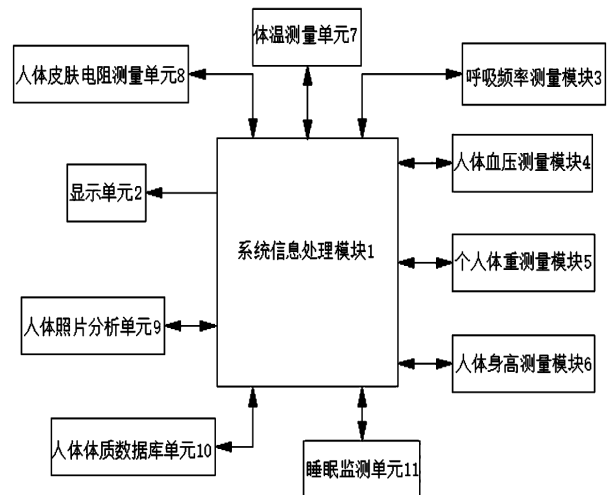 体温测量单元7
人体皮肤电阻测量单元8
呼吸频率测量模块3
人体血压测量模块4
显示单元2
系统信息处理模块1
个人体重测量模块5
人体照片分析单元9
人体身高测量模块6
人体体质数据库单元10
睡眠监测单元11